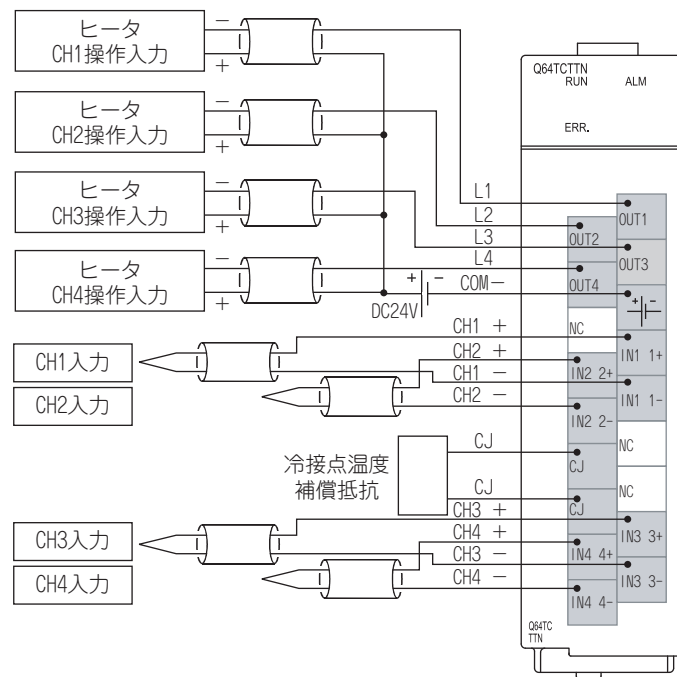 ヒータ
CH1操作入力
−
+
ヒータ
CH2操作入力
−
+
ヒータ
CH3操作入力
−
+
ヒータ
CH4操作入力
−
+
L1
L2
L3
L4
+ −
COM−
DC24V
CH1 +
CH2 +
CH1 −
CH2 −
CH1入力
CH2入力
冷接点温度
補償抵抗
CJ
CJ
CH3 +
CH4 +
CH3 −
CH4 −
CH3入力
CH4入力
Q64TCTTN
RUN ALM
ERR.
OUT1
OUT2
OUT3
OUT4
+ −
NC
IN1 1+
IN2 2+
IN1 1-
IN2 2-
NC
CJ
NC
CJ
IN3 3+
IN4 4+
IN3 3-
IN4 4-
Q64TC
TTN